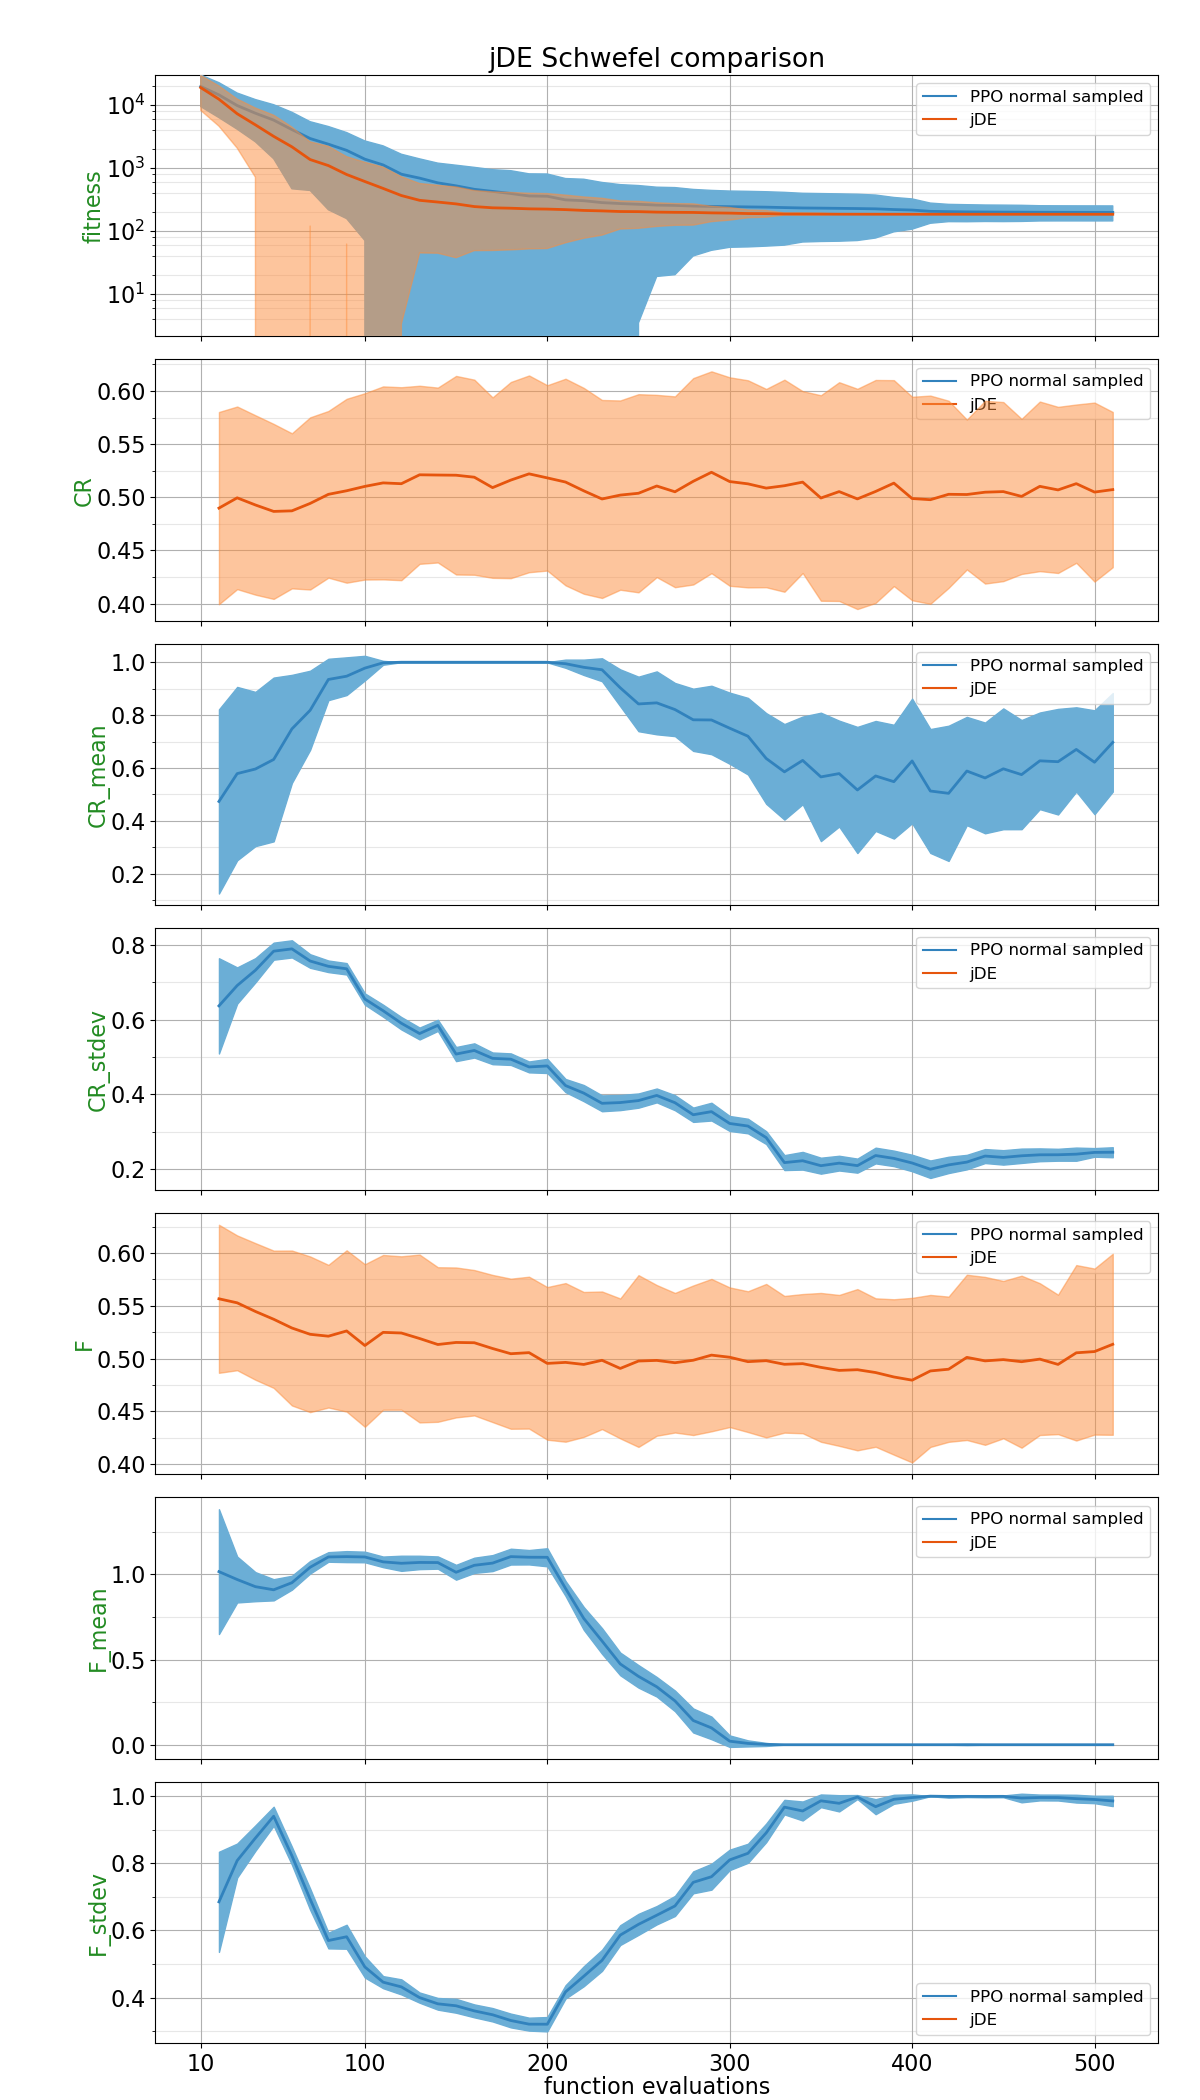 jDE Schwefel comparison
fitness
10^4
10^3
10^2
10^1
PPO normal sampled
jDE
CR
0.60
0.55
0.50
0.45
0.40
PPO normal sampled
jDE
CR_mean
1.0
0.8
0.6
0.4
0.2
PPO normal sampled
jDE
CR_stdev
0.8
0.6
0.4
0.2
PPO normal sampled
jDE
F
0.60
0.55
0.50
0.45
0.40
PPO normal sampled
jDE
F_mean
1.0
0.5
0.0
PPO normal sampled
jDE
F_stdev
1.0
0.8
0.6
0.4
PPO normal sampled
jDE
10 100 200 300 400 500
function evaluations